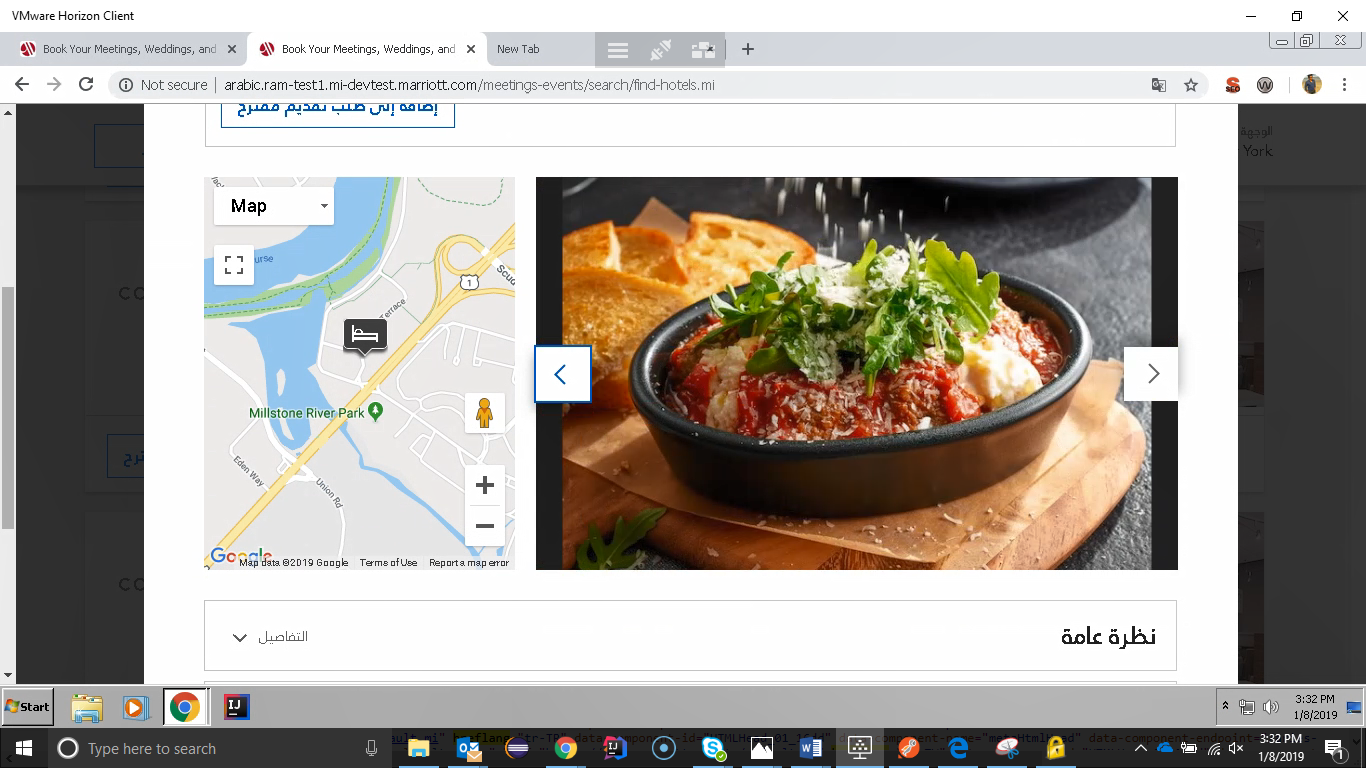 VMware Horizon Client
Book Your Meetings, Weddings, and
Book Your Meetings, Weddings, and
New Tab
Not secure
arabic.ram-test1.mi-devtest.marriott.com/meetings-events/search/find-hotels.mi
إضافة إلى طلب تقديم مقترح
الوجهة
York
Map
urse
1
Scud
Terrace
Millstone River Park
Eden Way
Union Rd
Google
Map data ©2019 Google
Terms of Use
Report a map error
CO
CO
نظرة عامة
التفاصيل
Start
3:32 PM
1/8/2019
Type here to search
3:32 PM
1/8/2019